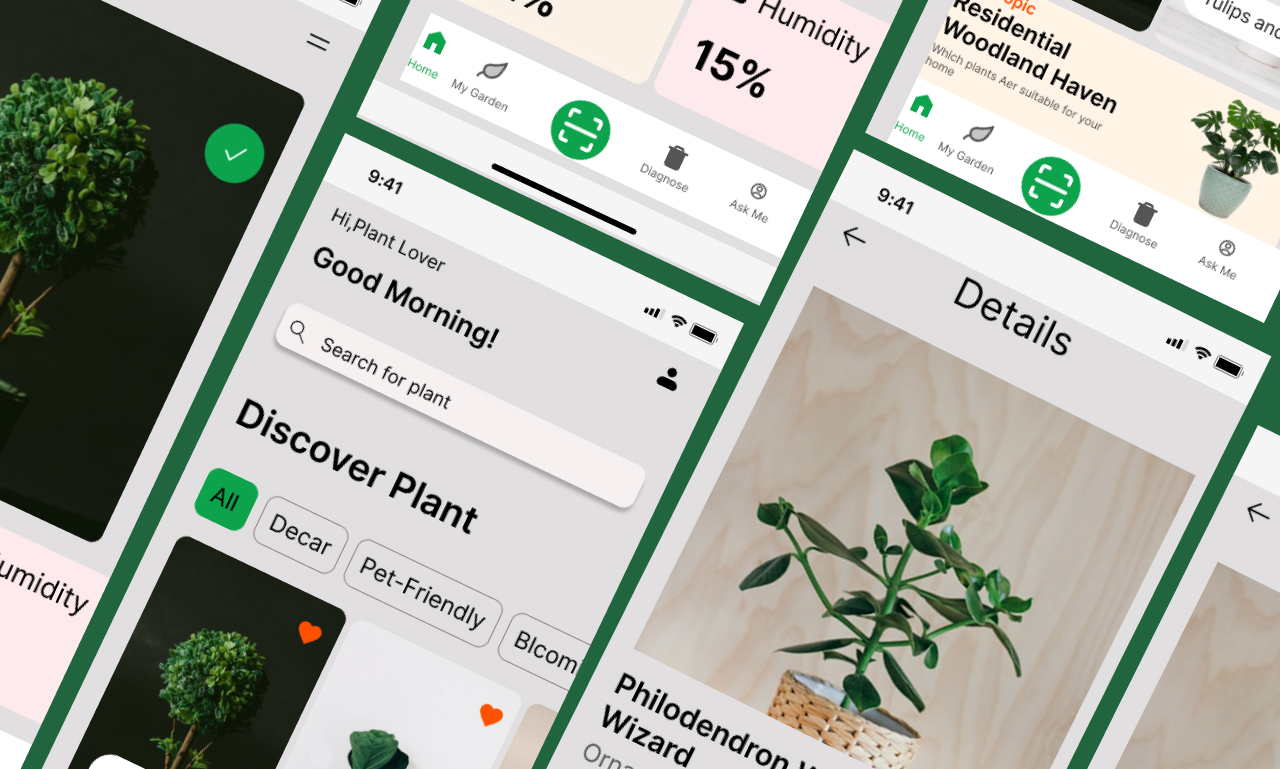 umidity
%
Humidity
15%
Home
My Garden
Diagnose
Ask Me
9:41
Hi,Plant Lover
Good Morning!
Search for plant
Discover Plant
All
Decar
Pet-Friendly
Blcom
opic
Residential
Woodland Haven
Which plants Aer suitable for your
home
Tulips and
Home
My Garden
Diagnose
Ask Me
9:41
Details
Philodendron
Wizard
Orna